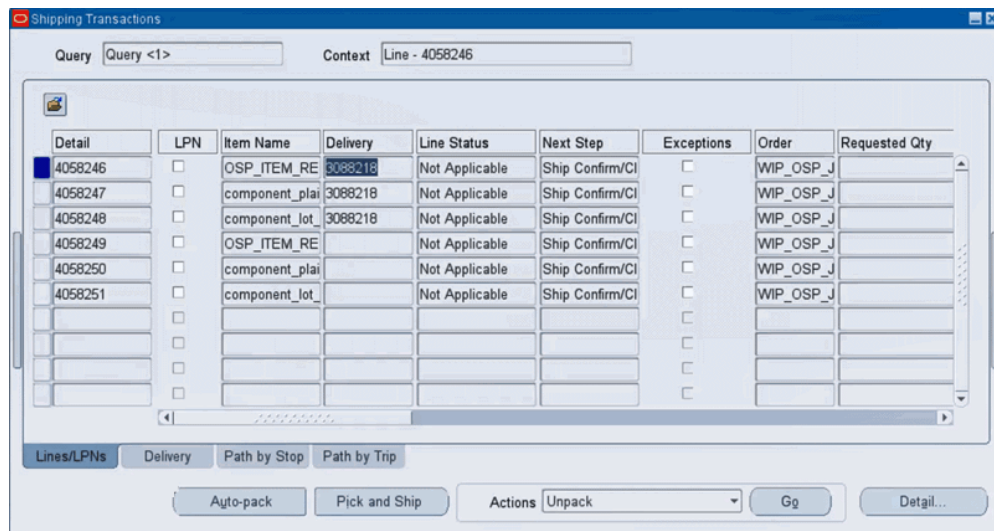 Shipping Transactions
Query Query <1> Context Line - 4058246
Detail LPN Item Name Delivery Line Status Next Step Exceptions Order Requested Qty
4058246 OSP_ITEM_RE 3088218 Not Applicable Ship Confirm/Cl WIP_OSP_J
4058247 component_plai 3088218 Not Applicable Ship Confirm/Cl WIP_OSP_J
4058248 component_lot_ 3088218 Not Applicable Ship Confirm/Cl WIP_OSP_J
4058249 OSP_ITEM_RE Not Applicable Ship Confirm/Cl WIP_OSP_J
4058250 component_plai Not Applicable Ship Confirm/Cl WIP_OSP_J
4058251 component_lot_ Not Applicable Ship Confirm/Cl WIP_OSP_J
Lines/LPNs Delivery Path by Stop Path by Trip
Auto-pack Pick and Ship Actions Unpack Go Detail...